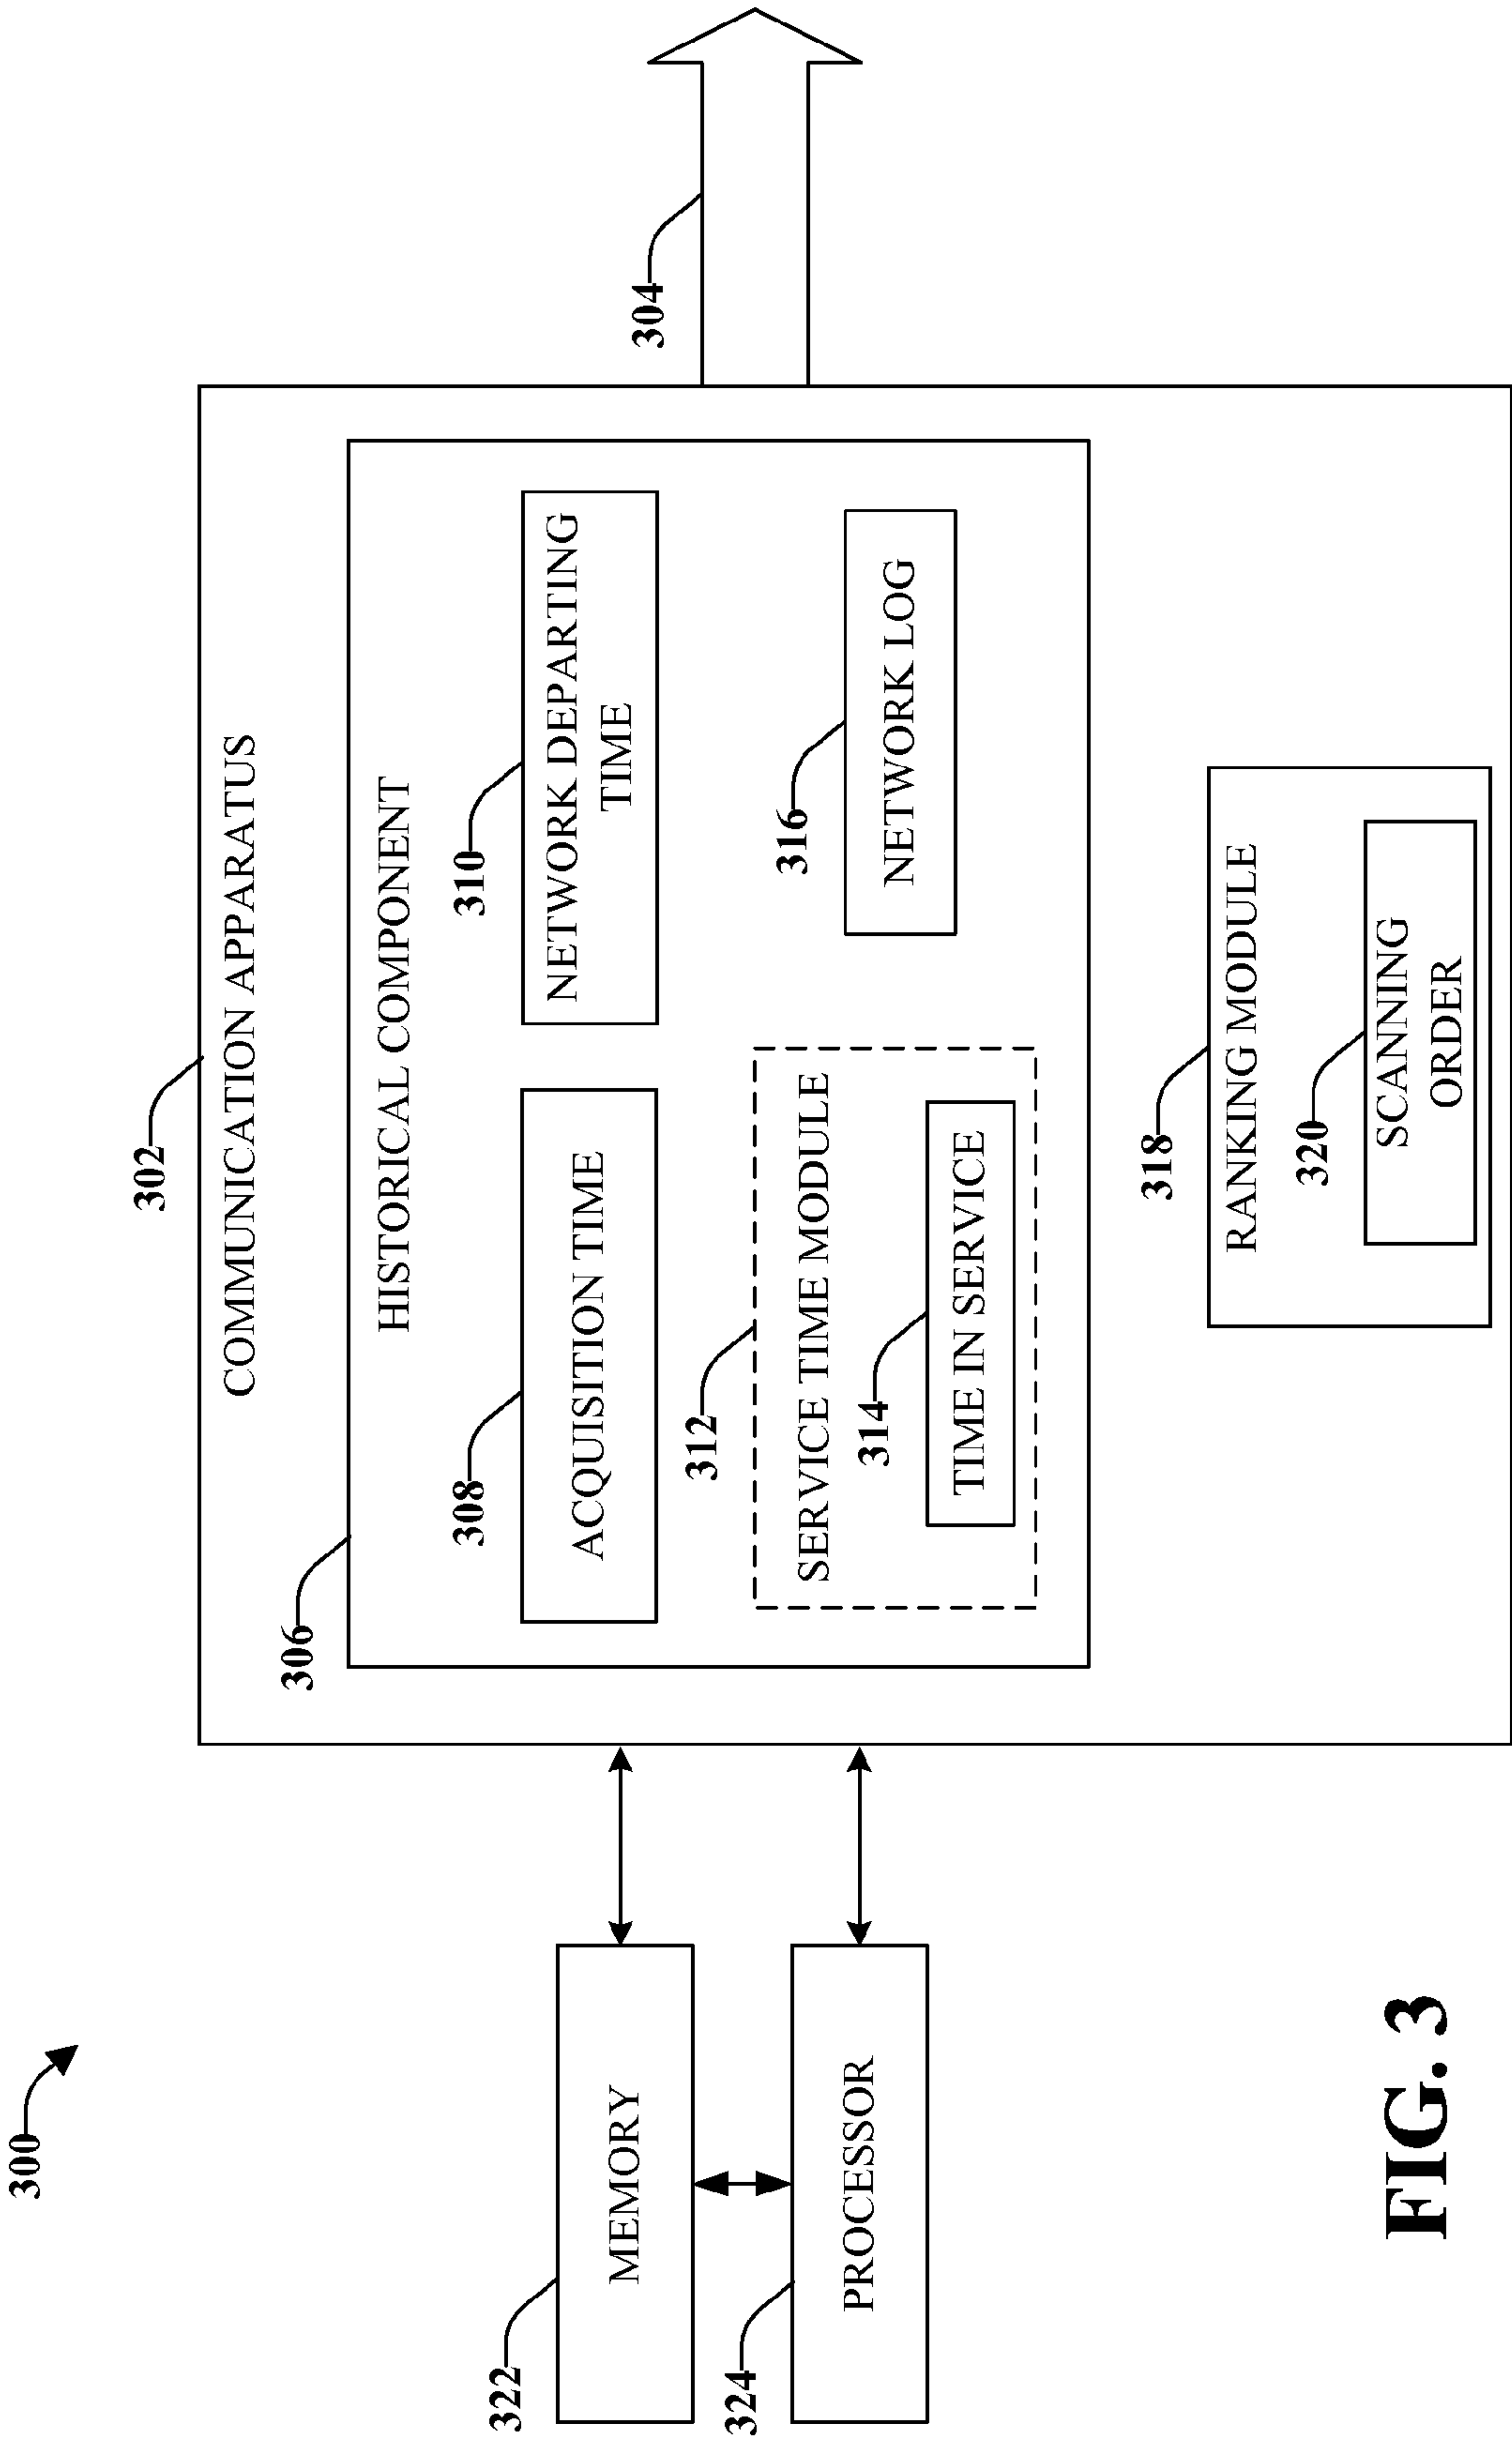 300
302
COMMUNICATION APPARATUS
304
306
HISTORICAL COMPONENT
308
ACQUISITION TIME
310
NETWORK DEPARTING
TIME
322
MEMORY
312
SERVICE TIME MODULE
314
TIME IN SERVICE
316
NETWORK LOG
324
PROCESSOR
318
RANKING MODULE
320
SCANNING
ORDER
FIG. 3